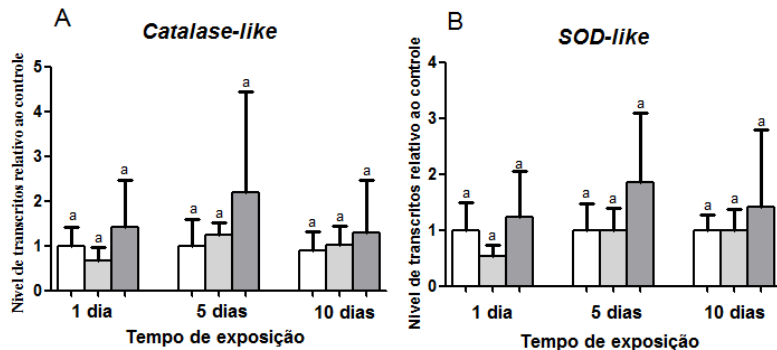 A
Catalase-like
Nível de transcritos relativo ao controle
5
4
3
2
1
0
a
a
a
a
a
a
a
a
a
1 dia
5 dias
10 dias
Tempo de exposição
B
SOD-like
Nível de transcritos relativo ao controle
4
3
2
1
0
a
a
a
a
a
a
a
a
a
1 dia
5 dias
10 dias
Tempo de exposição